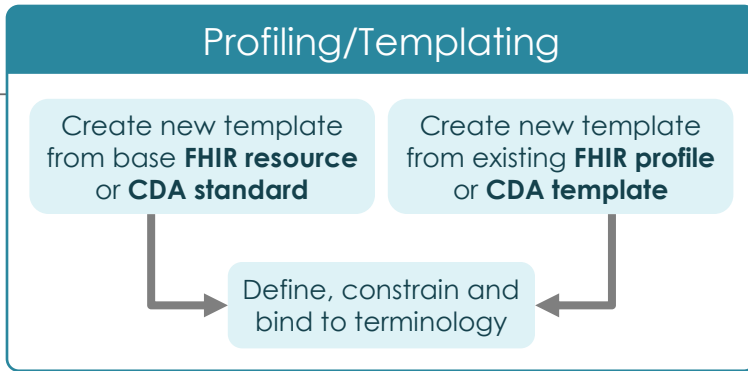 Profiling/Templating
Create new template
from base FHIR resource
or CDA standard
Create new template
from existing FHIR profile
or CDA template
Define, constrain and
bind to terminology